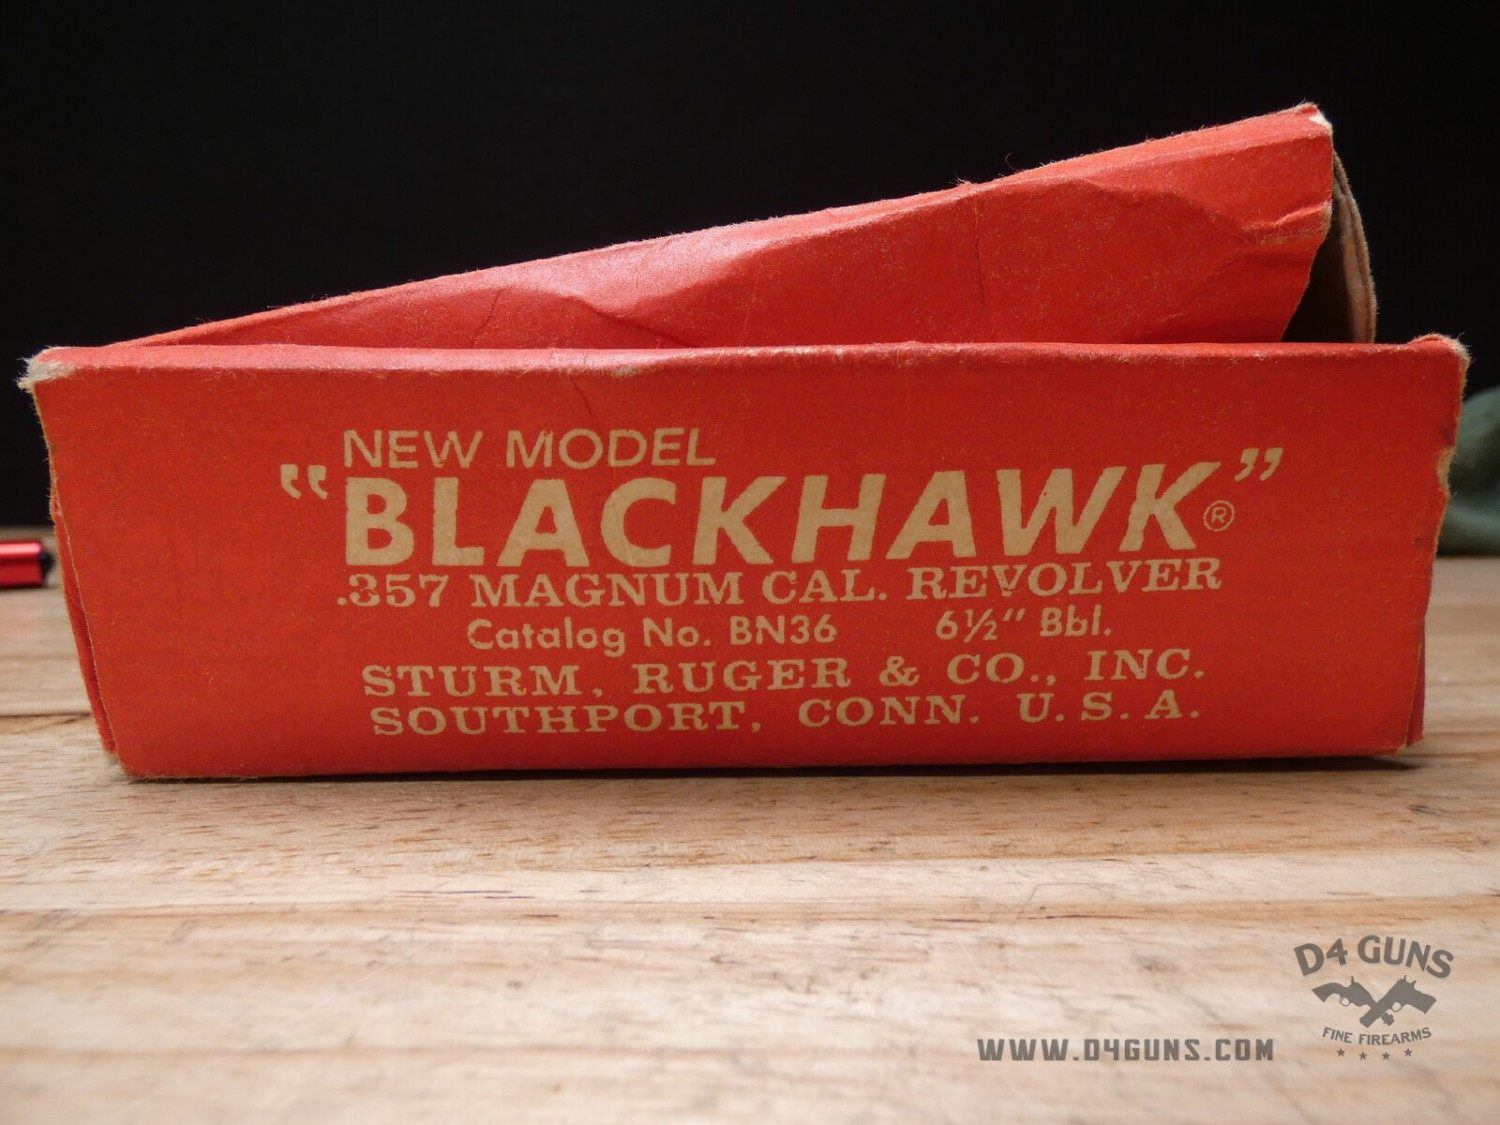 NEW MODEL
"BLACKHAWK"®
.357 MAGNUM CAL. REVOLVER
Catalog No. BN36 6½" Bbl.
STURM, RUGER & CO., INC.
SOUTHPORT, CONN. U.S.A.
D4 GUNS
FINE FIREARMS
WWW.D4GUNS.COM